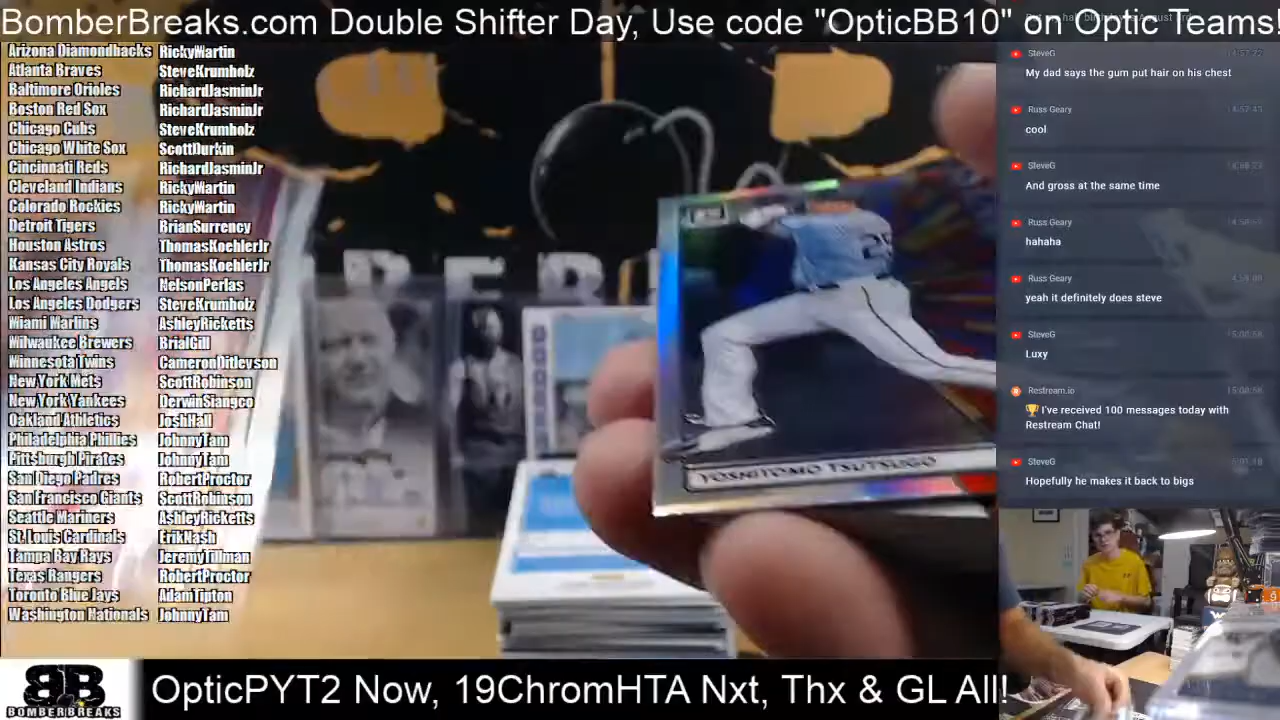 BomberBreaks.com Double Shifter Day, Use code "OpticBB10" on Optic Teams!
Arizona Diamondbacks RickyMartin
Atlanta Braves SteveKrumholz
Baltimore Orioles RichardJasminJr
Boston Red Sox RichardJasminJr
Chicago Cubs SteveKrumholz
Chicago White Sox ScottDurkin
Cincinnati Reds RichardJasminJr
Cleveland Indians RickyMartin
Colorado Rockies RickyMartin
Detroit Tigers BrianSurrency
Houston Astros ThomasKoehlerJr
Kansas City Royals ThomasKoehlerJr
Los Angeles Angels NelsonPerlas
Los Angeles Dodgers SteveKrumholz
Miami Marlins AshleyRicketts
Milwaukee Brewers BrialGill
Minnesota Twins CameronDitlevson
New York Mets ScottRobinson
New York Yankees DerwinSiangco
Oakland Athletics JoshHall
Philadelphia Phillies JohnnyTam
Pittsburgh Pirates JohnnyTam
San Diego Padres RobertProctor
San Francisco Giants ScottRobinson
Seattle Mariners AshleyRicketts
St. Louis Cardinals ErikNash
Tampa Bay Rays JeremyTillman
Texas Rangers RobertProctor
Toronto Blue Jays AdamTipton
Washington Nationals JohnnyTam
YOSHITOMO TSUTSUGO
SteveG
My dad says the gum put hair on his chest
Russ Geary
cool
SteveG
And gross at the same time
Russ Geary
hahaha
Russ Geary
yeah it definitely does steve
SteveG
Luxy
Restream.io
🏆 I've received 100 messages today with
Restream Chat!
SteveG
Hopefully he makes it back to bigs
BB
BOMBERBREAKS
OpticPYT2 Now, 19ChromHTA Nxt, Thx & GL All!